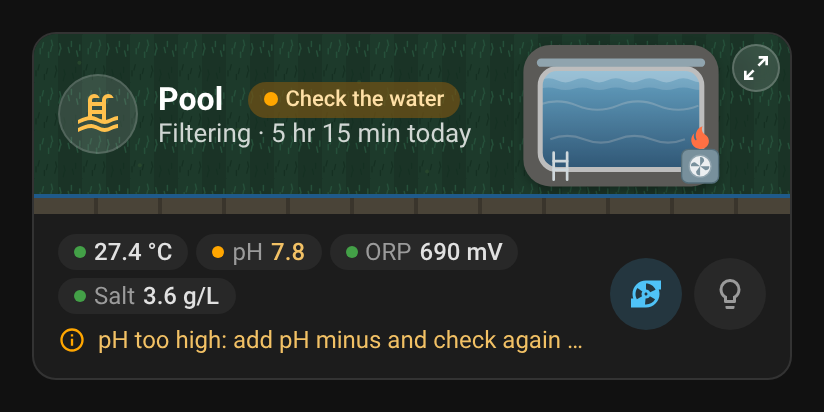 Pool
Check the water
Filtering · 5 hr 15 min today
27.4 °C
pH 7.8
ORP 690 mV
Salt 3.6 g/L
pH too high: add pH minus and check again ...